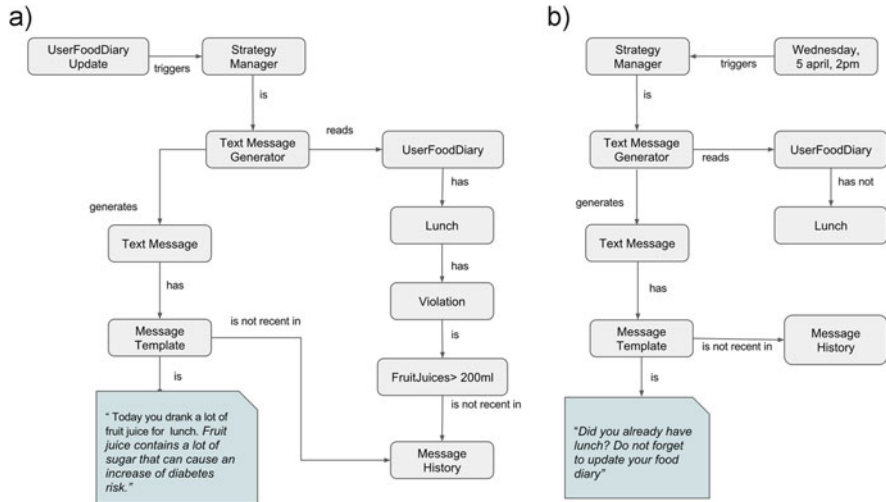 a)
UserFoodDiary
Update
triggers
Strategy
Manager
is
Text Message
Generator
reads
UserFoodDiary
has
generates
Lunch
Text Message
has
has
Violation
is not recent in
Message
Template
is
is
FruitJuices> 200ml
is not recent in
“ Today you drank a lot of
fruit juice for lunch. Fruit
juice contains a lot of
sugar that can cause an
increase of diabetes
risk.”
Message
History
b)
Strategy
Manager
triggers
Wednesday,
5 april, 2pm
is
Text Message
Generator
reads
UserFoodDiary
has not
generates
Lunch
Text Message
has
Message
Template
is not recent in
Message
History
is
“Did you already have
lunch? Do not forget
to update your food
diary”